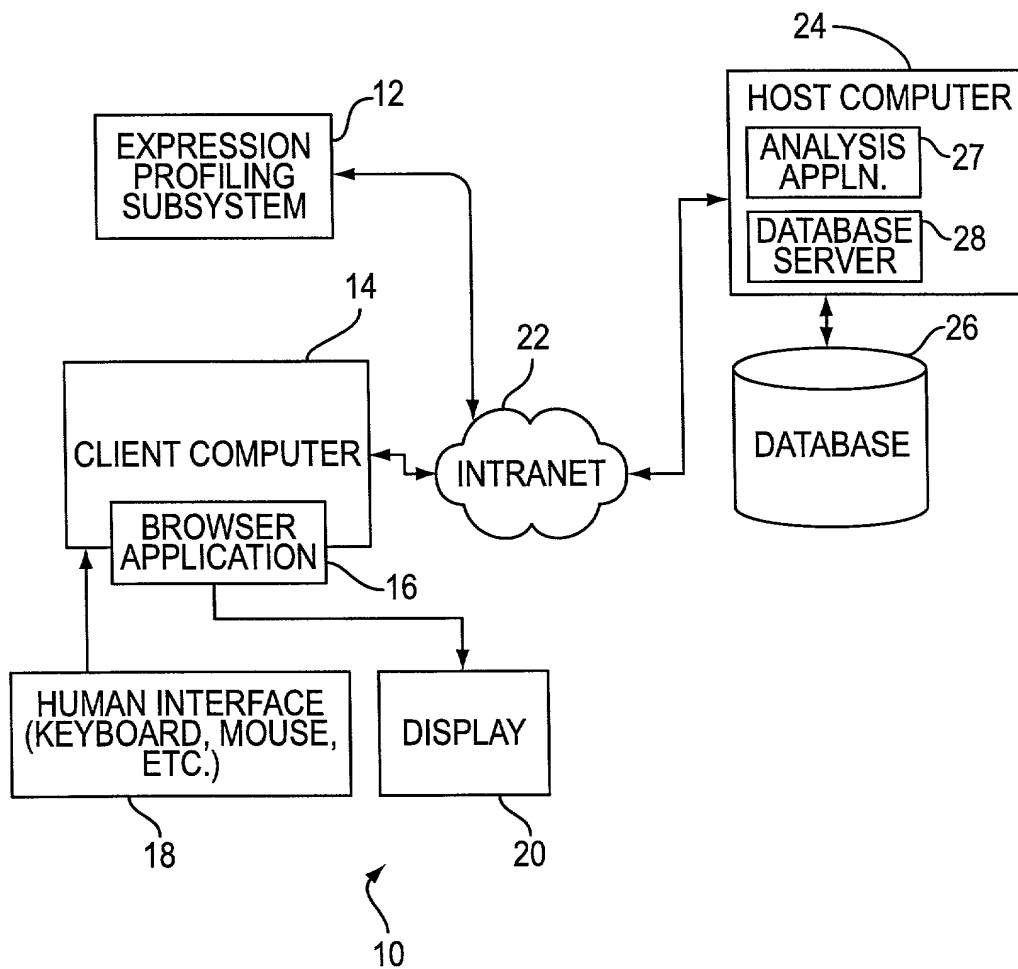 24
HOST COMPUTER
ANALYSIS
APPLN.
27
DATABASE
SERVER
28
12
EXPRESSION
PROFILING
SUBSYSTEM
14
CLIENT COMPUTER
BROWSER
APPLICATION
16
22
INTRANET
26
DATABASE
HUMAN INTERFACE
(KEYBOARD, MOUSE,
ETC.)
18
DISPLAY
20
10